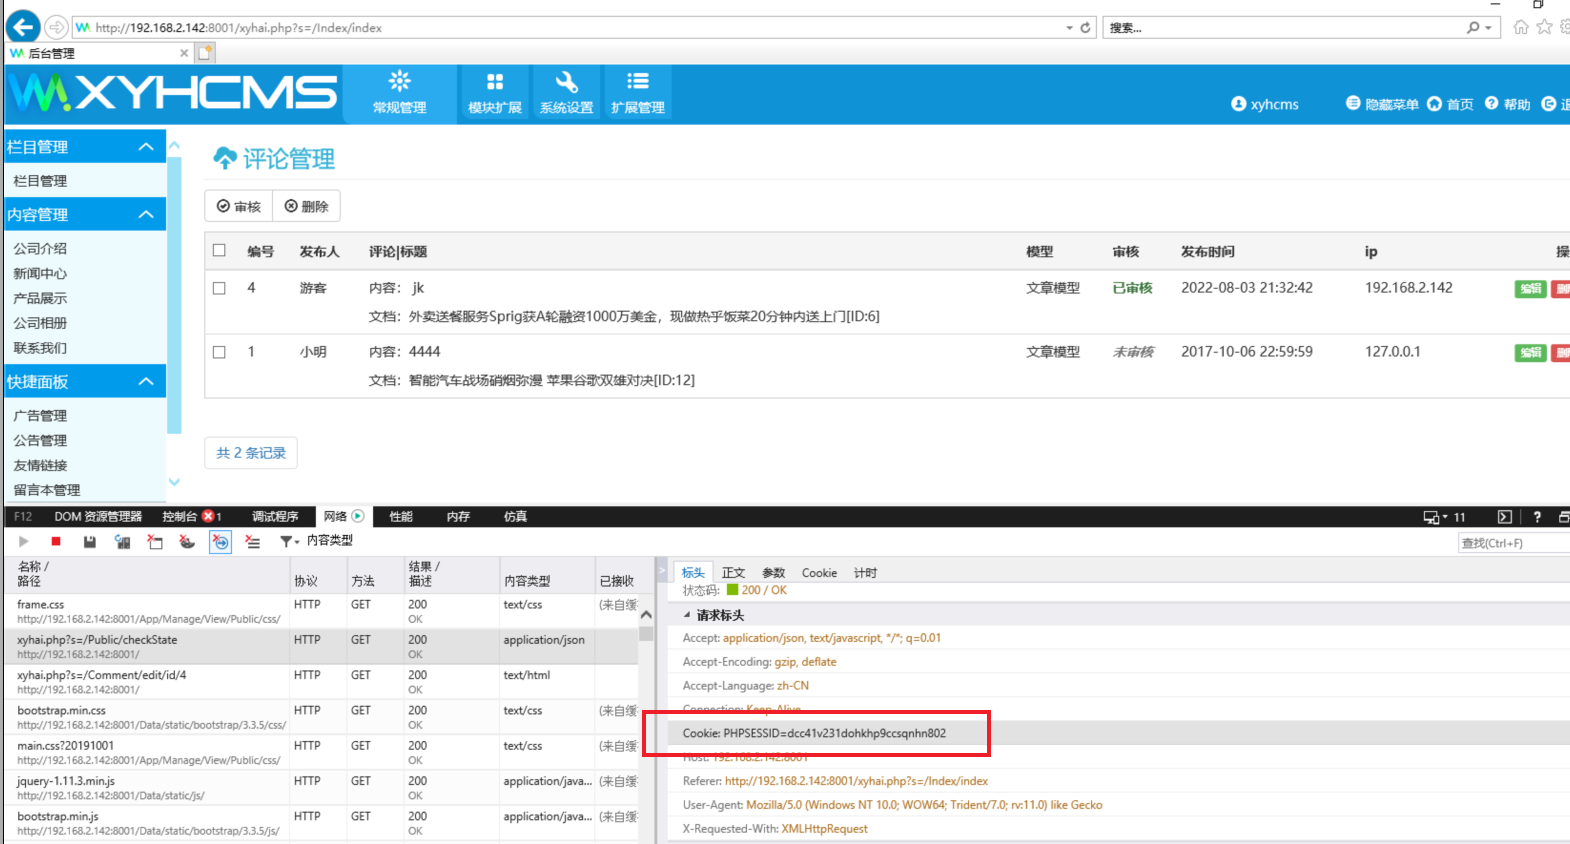 http://192.168.2.142:8001/xyhai.php?s=/Index/index
搜索...
后台管理
XYHCMS
常规管理 模块扩展 系统设置 扩展管理
xyhcms 隐藏菜单 首页 帮助
栏目管理
栏目管理
内容管理
公司介绍
新闻中心
产品展示
公司相册
联系我们
快捷面板
广告管理
公告管理
友情链接
留言本管理
评论管理
审核 删除
编号 发布人 评论|标题 模型 审核 发布时间 ip
4 游客 内容： jk 文章模型 已审核 2022-08-03 21:32:42 192.168.2.142 编辑
文档：外卖送餐服务Sprig获A轮融资1000万美金，现做热乎饭菜20分钟内送上门[ID:6]
1 小明 内容：4444 文章模型 未审核 2017-10-06 22:59:59 127.0.0.1 编辑
文档：智能汽车战场硝烟弥漫 苹果谷歌双雄对决[ID:12]
共 2 条记录
F12 DOM 资源管理器 控制台 1 调试程序 网络 性能 内存 仿真 11 ?
内容类型 查找(Ctrl+F)
名称 / 路径 协议 方法 结果 / 描述 内容类型 已接收
frame.css HTTP GET 200 text/css (来自缓
http://192.168.2.142:8001/App/Manage/View/Public/css/ OK
xyhai.php?s=/Public/checkState HTTP GET 200 application/json
http://192.168.2.142:8001/ OK
xyhai.php?s=/Comment/edit/id/4 HTTP GET 200 text/html
http://192.168.2.142:8001/ OK
bootstrap.min.css HTTP GET 200 text/css (来自缓
http://192.168.2.142:8001/Data/static/bootstrap/3.3.5/css/ OK
main.css?20191001 HTTP GET 200 text/css (来自缓
http://192.168.2.142:8001/App/Manage/View/Public/css/ OK
jquery-1.11.3.min.js HTTP GET 200 application/java... (来自缓
http://192.168.2.142:8001/Data/static/js/ OK
bootstrap.min.js HTTP GET 200 application/java... (来自缓
http://192.168.2.142:8001/Data/static/bootstrap/3.3.5/js/ OK
标头 正文 参数 Cookie 计时
状态码: 200 / OK
请求标头
Accept: application/json, text/javascript, */*; q=0.01
Accept-Encoding: gzip, deflate
Accept-Language: zh-CN
Connection: Keep-Alive
Cookie: PHPSESSID=dcc41v231dohkhp9ccsqnhn802
Host: 192.168.2.142:8001
Referer: http://192.168.2.142:8001/xyhai.php?s=/Index/index
User-Agent: Mozilla/5.0 (Windows NT 10.0; WOW64; Trident/7.0; rv:11.0) like Gecko
X-Requested-With: XMLHttpRequest